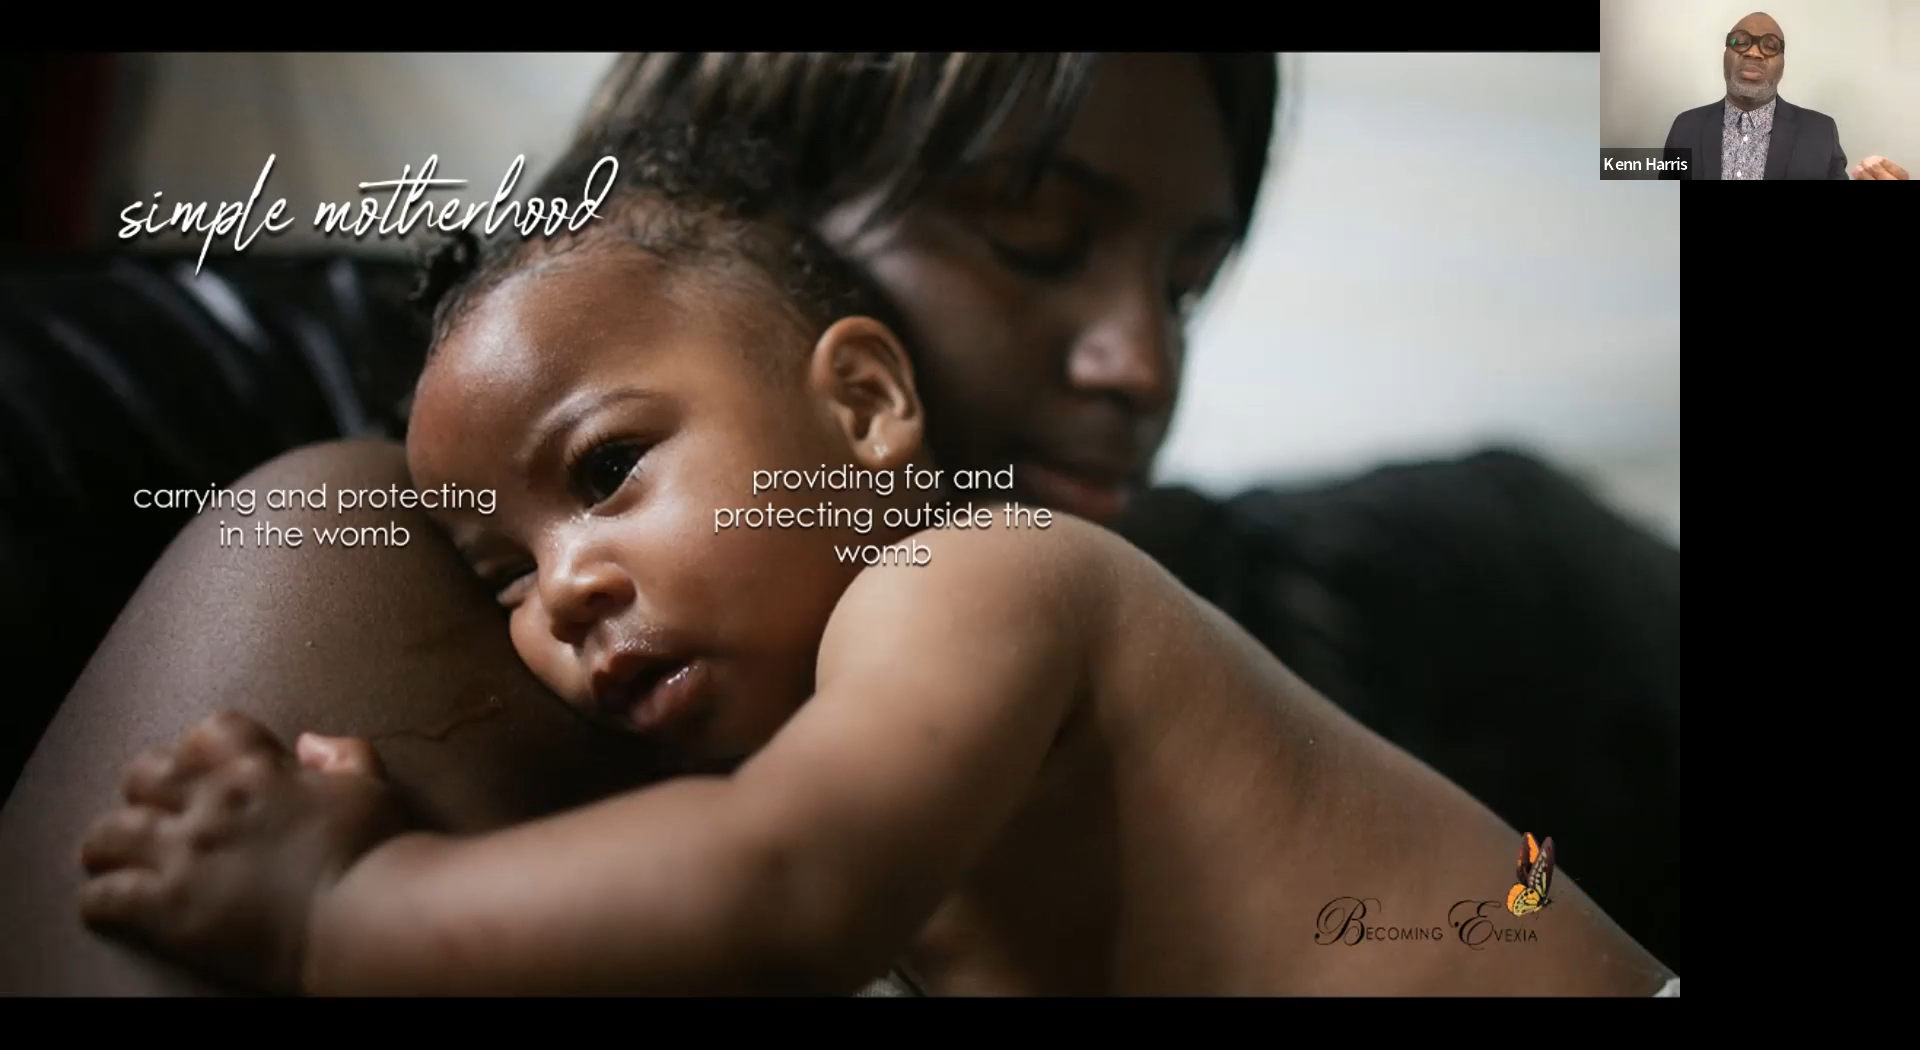 simple motherhood
carrying and protecting
in the womb
providing for and
protecting outside the
womb
BECOMING EVEXIA
Kenn Harris